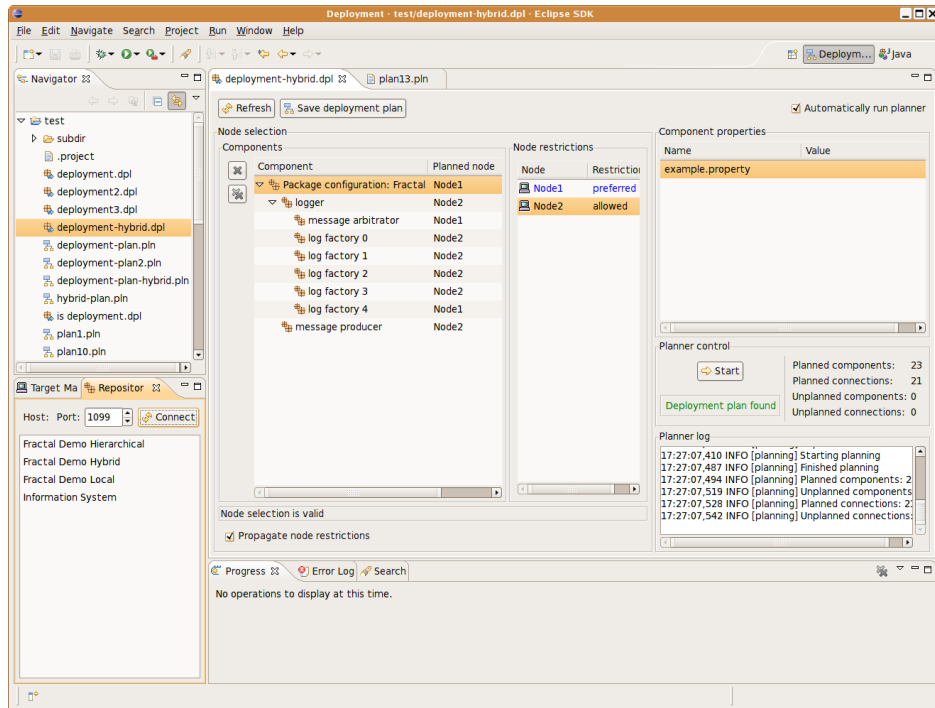 Deployment - test/deployment-hybrid.dpl - Eclipse SDK
File Edit Navigate Search Project Run Window Help
Deploym... Java
Navigator
test
subdir
.project
deployment.dpl
deployment2.dpl
deployment3.dpl
deployment-hybrid.dpl
deployment-plan.pln
deployment-plan2.pln
deployment-plan-hybrid.pln
hybrid-plan.pln
is deployment.dpl
plan1.pln
plan10.pln
Target Ma Repositor
Host: Port: 1099 Connect
Fractal Demo Hierarchical
Fractal Demo Hybrid
Fractal Demo Local
Information System
deployment-hybrid.dpl plan13.pln
Refresh Save deployment plan Automatically run planner
Node selection
Components
Component Planned node
Package configuration: Fractal Node1
logger Node2
message arbitrator Node1
log factory 0 Node2
log factory 1 Node2
log factory 2 Node2
log factory 3 Node2
log factory 4 Node1
message producer Node2
Node restrictions
Node Restriction
Node1 preferred
Node2 allowed
Node selection is valid
Propagate node restrictions
Component properties
Name Value
example.property
Planner control
Start
Deployment plan found
Planned components: 23
Planned connections: 21
Unplanned components: 0
Unplanned connections: 0
Planner log
17:27:07,410 INFO [planning] Starting planning
17:27:07,487 INFO [planning] Finished planning
17:27:07,494 INFO [planning] Planned components: 2
17:27:07,519 INFO [planning] Unplanned components
17:27:07,528 INFO [planning] Planned connections: 21
17:27:07,542 INFO [planning] Unplanned connections:
Progress Error Log Search
No operations to display at this time.